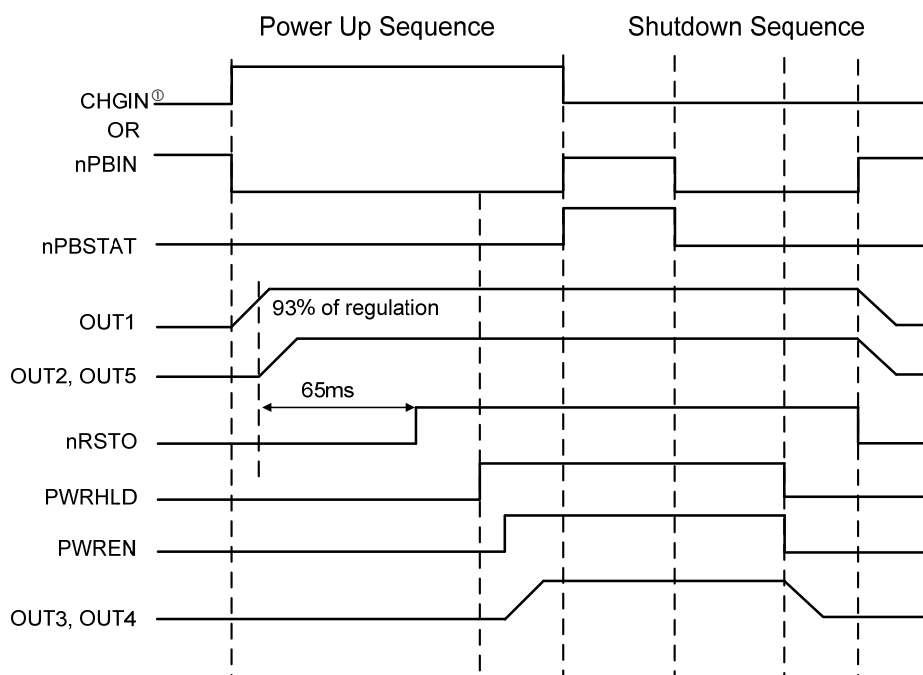 Power Up Sequence
Shutdown Sequence
CHGIN①
OR
nPBIN
nPBSTAT
OUT1
93% of regulation
OUT2, OUT5
65ms
nRSTO
PWRHLD
PWREN
OUT3, OUT4